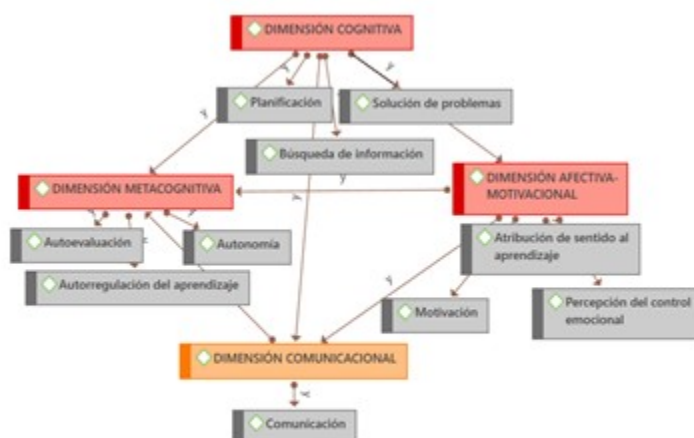 DIMENSIÓN COGNITIVA
y
y
Planificación
Solución de problemas
y
Búsqueda de información
DIMENSIÓN METACOGNITIVA
y
DIMENSIÓN AFECTIVA-
MOTIVACIONAL
y
Autoevaluación
Autonomía
Atribución de sentido al
aprendizaje
Autorregulación del aprendizaje
y
Motivación
Percepción del control
emocional
DIMENSIÓN COMUNICACIONAL
Comunicación